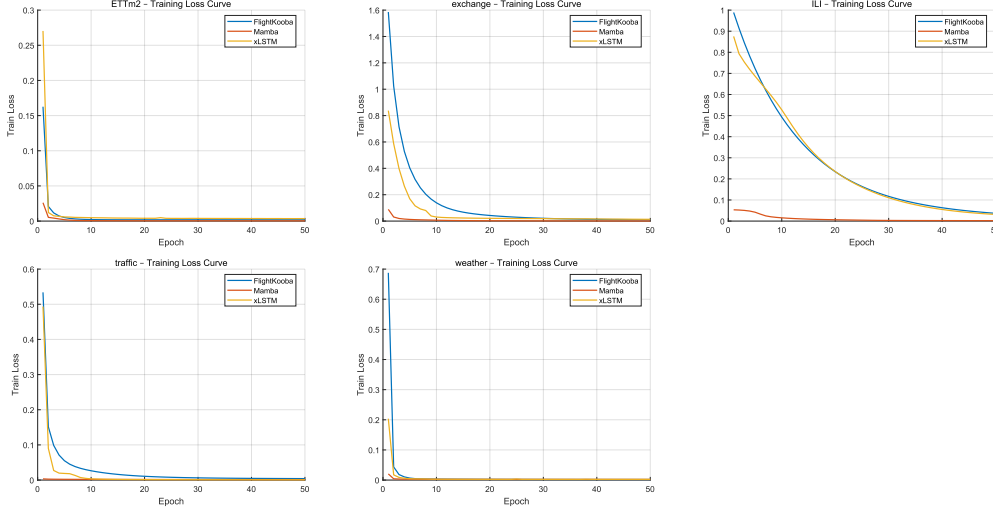 ETTm2 – Training Loss Curve
0.3
0.25
0.2
0.15
0.1
0.05
0
Train Loss
0 10 20 30 40 50
Epoch
FlightKooba
Mamba
xLSTM
exchange – Training Loss Curve
1.6
1.4
1.2
1
0.8
0.6
0.4
0.2
0
Train Loss
0 10 20 30 40 50
Epoch
FlightKooba
Mamba
xLSTM
ILI – Training Loss Curve
1
0.9
0.8
0.7
0.6
0.5
0.4
0.3
0.2
0.1
0
Train Loss
0 10 20 30 40
Epoch
FlightKooba
Mamba
xLSTM
traffic – Training Loss Curve
0.6
0.5
0.4
0.3
0.2
0.1
0
Train Loss
0 10 20 30 40 50
Epoch
FlightKooba
Mamba
xLSTM
weather – Training Loss Curve
0.7
0.6
0.5
0.4
0.3
0.2
0.1
0
Train Loss
0 10 20 30 40 50
Epoch
FlightKooba
Mamba
xLSTM